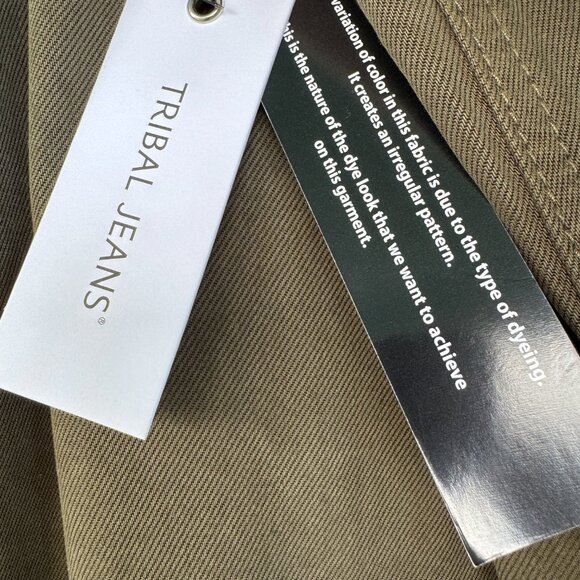 TRIBAL JEANS®
variation of color in this fabric is due to the type of dyeing.
It creates an irregular pattern.
his is the nature of the dye look that we want to achieve
on this garment.